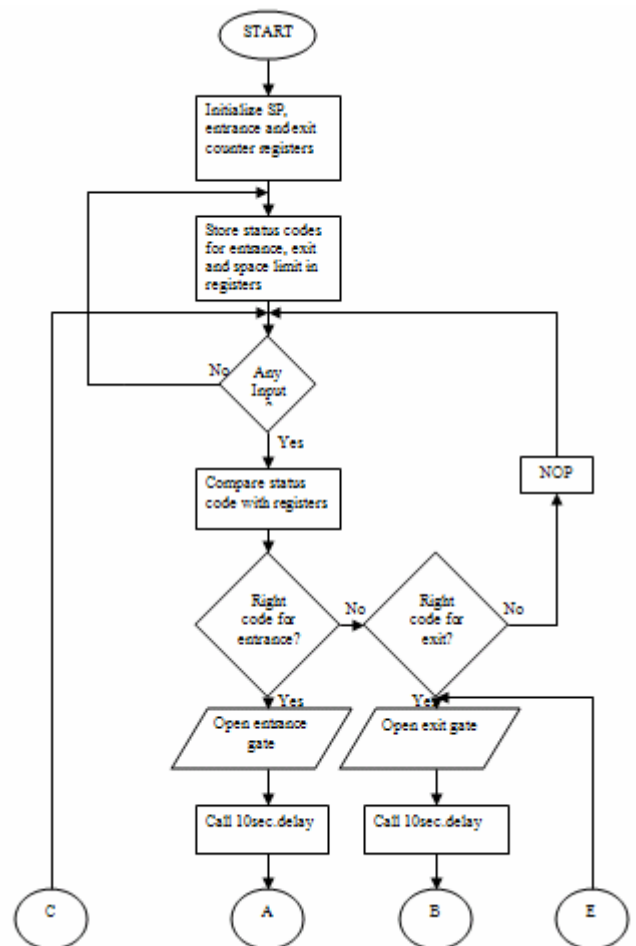 START
Initialize SP,
entrance and exit
counter registers
Store status codes
for entrance, exit
and space limit in
registers
No
Any
Input
?
Yes
Compare status
code with registers
NOP
Right
code for
entrance?
No
Right
code for
exit?
No
Yes
Yes
Open entrance
gate
Open exit gate
Call 10sec.delay
Call 10sec.delay
C
A
B
E